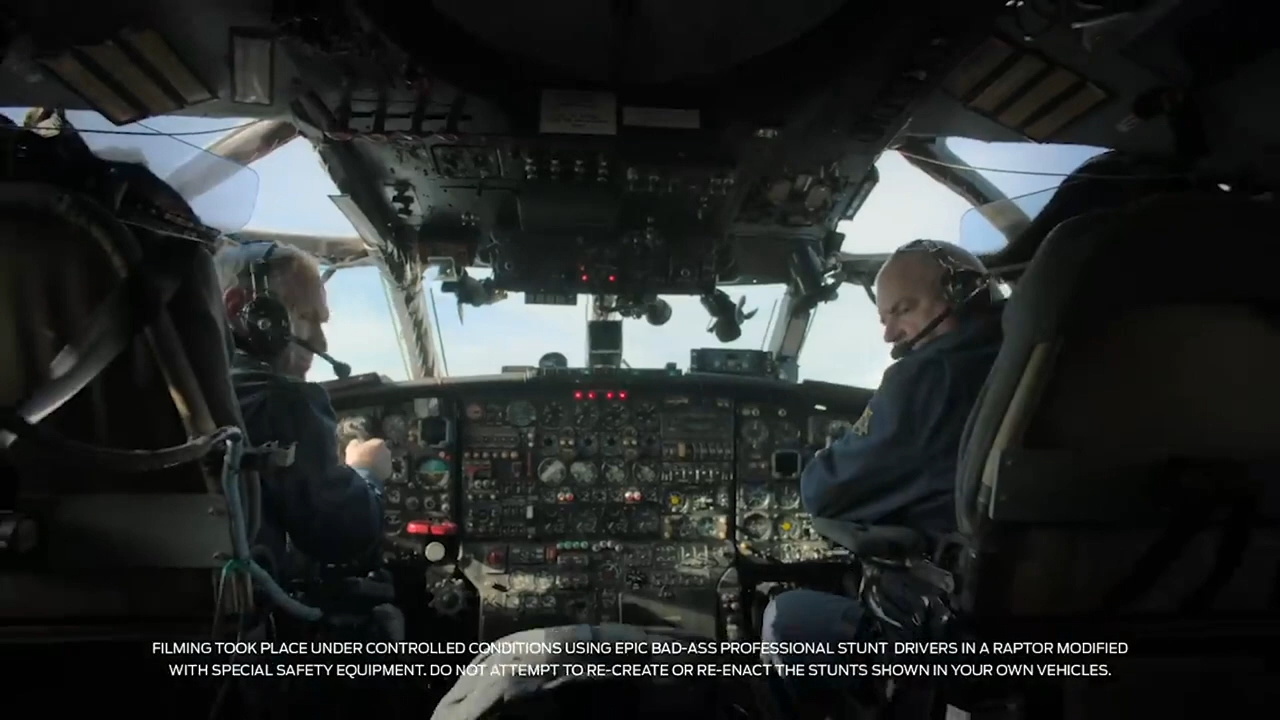 FILMING TOOK PLACE UNDER CONTROLLED CONDITIONS USING EPIC BAD-ASS PROFESSIONAL STUNT DRIVERS IN A RAPTOR MODIFIED
WITH SPECIAL SAFETY EQUIPMENT. DO NOT ATTEMPT TO RE-CREATE OR RE-ENACT THE STUNTS SHOWN IN YOUR OWN VEHICLES.